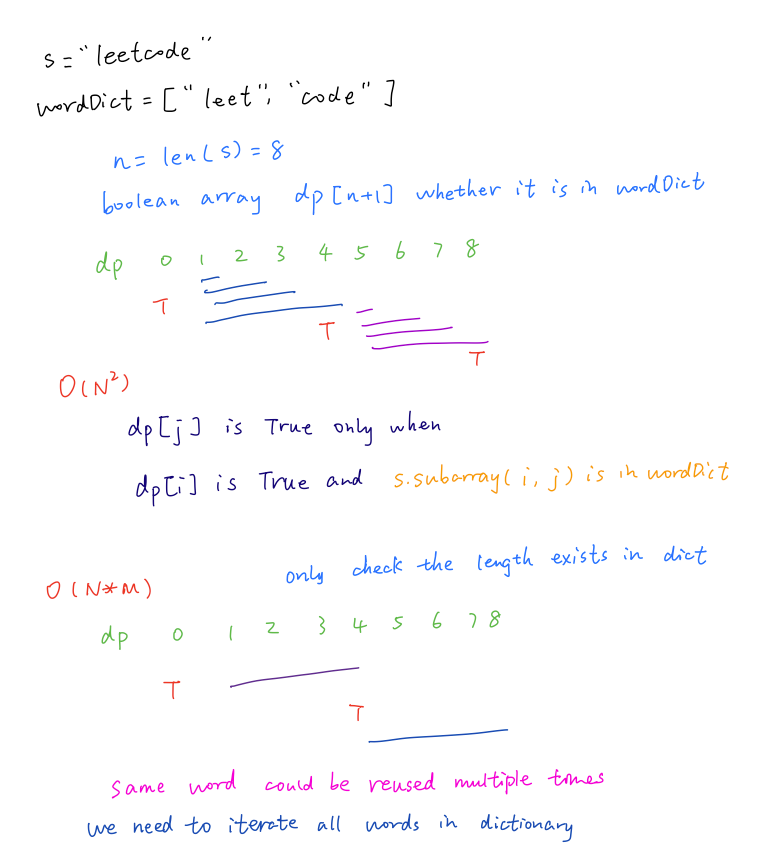 s = "leetcode"
wordDict = ["leet", "code"]
n = len(s) = 8
boolean array dp[n+1] whether it is in wordDict
dp 0 1 2 3 4 5 6 7 8
T
T
T
O(N²)
dp[j] is True only when
dp[i] is True and s.subarray(i, j) is in wordDict
only check the length exists in dict
O(N*M)
dp 0 1 2 3 4 5 6 7 8
T
T
same word could be reused multiple times
we need to iterate all words in dictionary